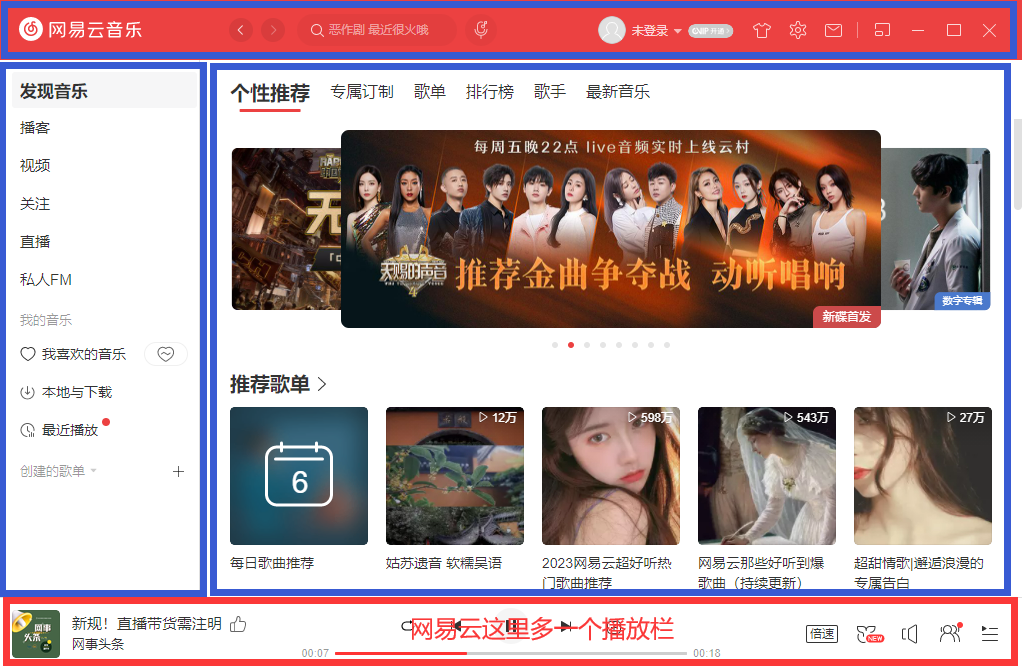 网易云音乐
恶作剧 最近很火哦
未登录
VIP开通
发现音乐
播客
视频
关注
直播
私人FM
我的音乐
我喜欢的音乐
本地与下载
最近播放
创建的歌单
个性推荐 专属订制 歌单 排行榜 歌手 最新音乐
每周五晚22点 live音频实时上线云村
天赐的声音
4
推荐金曲争夺战 动听唱响
新碟首发
数字专辑
推荐歌单
6
12万
598万
543万
27万
每日歌曲推荐
姑苏遗音 软糯吴语
2023网易云超好听热
门歌曲推荐
网易云那些好听到爆
歌曲（持续更新）
超甜情歌|邂逅浪漫的
专属告白
网事
头条
新规！直播带货需注明
网事头条
网易云这里多一个播放栏
00:07
00:18
倍速
NEW